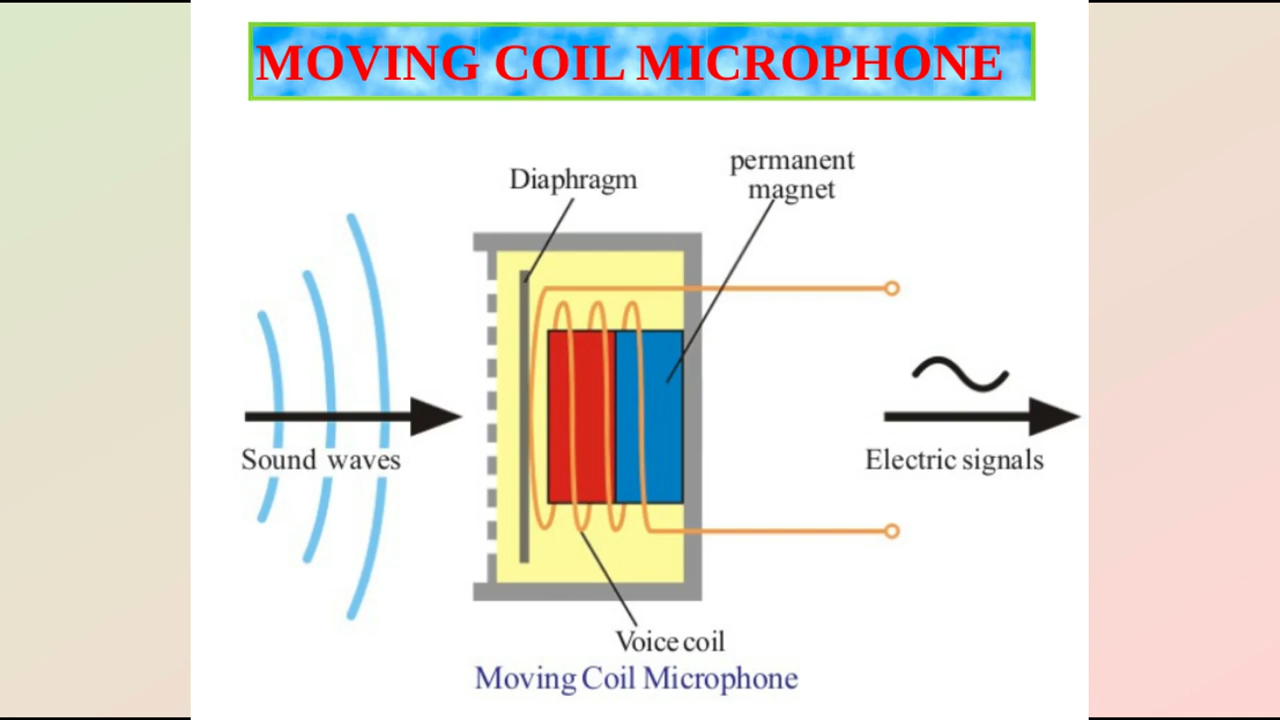 MOVING COIL MICROPHONE
permanent
magnet
Diaphragm
Sound waves
Electric signals
Voice coil
Moving Coil Microphone